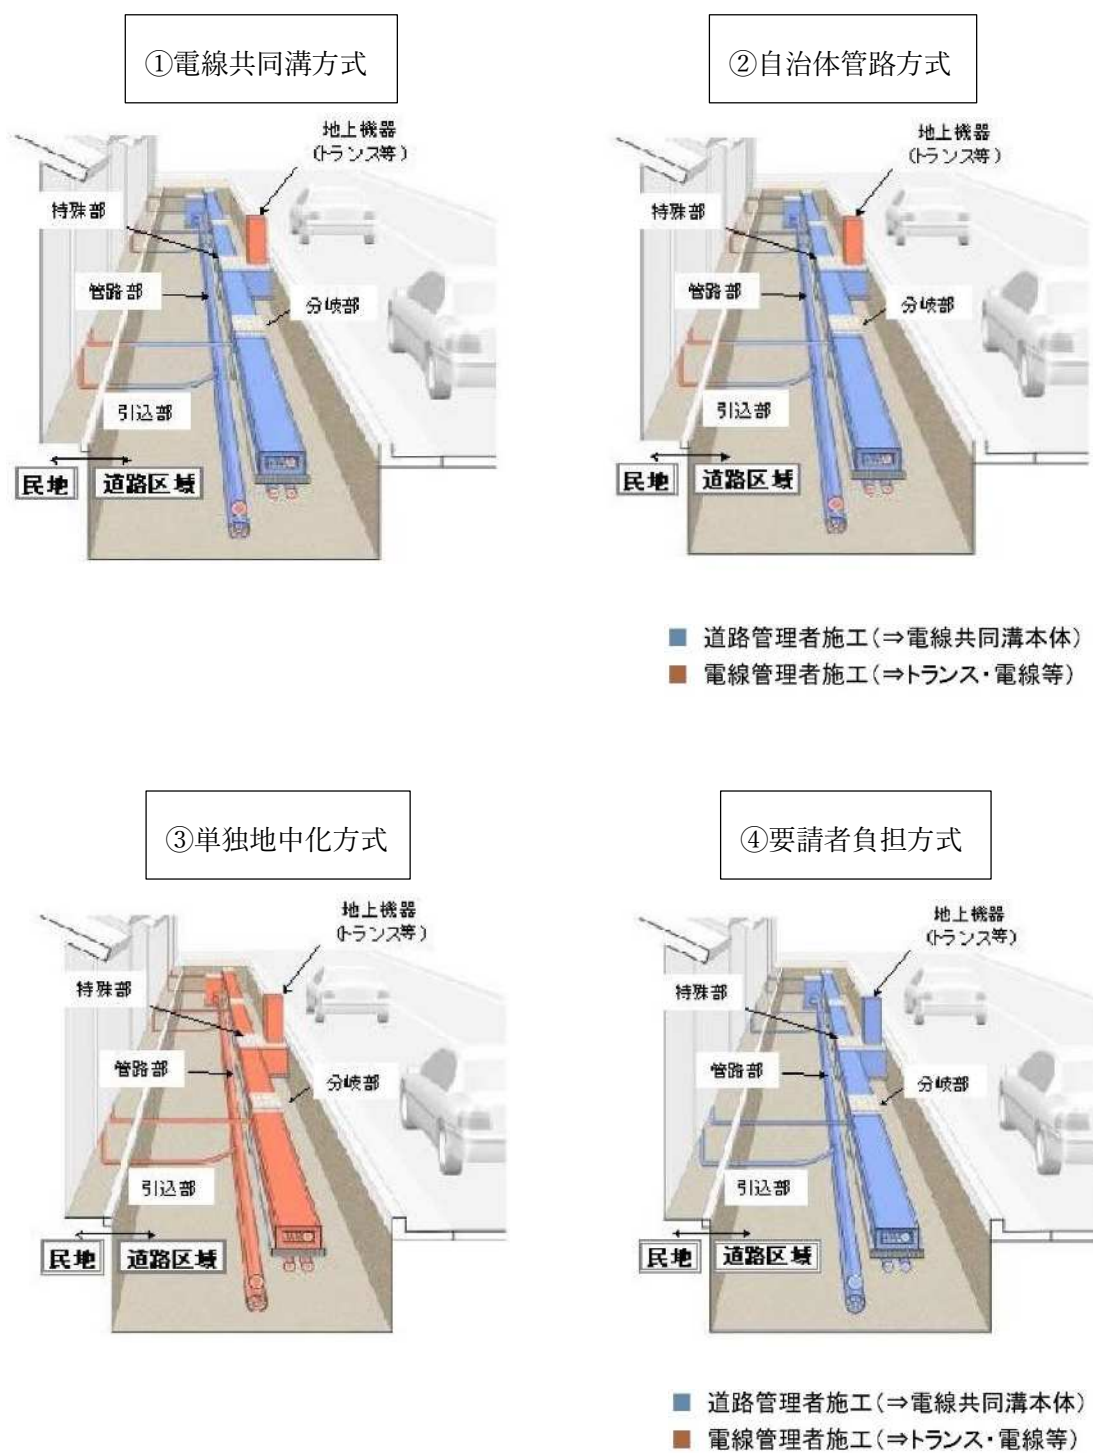 ①電線共同溝方式
地上機器
(トランス等)
特殊部
管路部
分岐部
引込部
民地
道路区域
②自治体管路方式
地上機器
(トランス等)
特殊部
管路部
分岐部
引込部
民地
道路区域
道路管理者施工(⇒電線共同溝本体)
電線管理者施工(⇒トランス・電線等)
③単独地中化方式
地上機器
(トランス等)
特殊部
管路部
分岐部
引込部
民地
道路区域
④要請者負担方式
地上機器
(トランス等)
特殊部
管路部
分岐部
引込部
民地
道路区域
道路管理者施工(⇒電線共同溝本体)
電線管理者施工(⇒トランス・電線等)